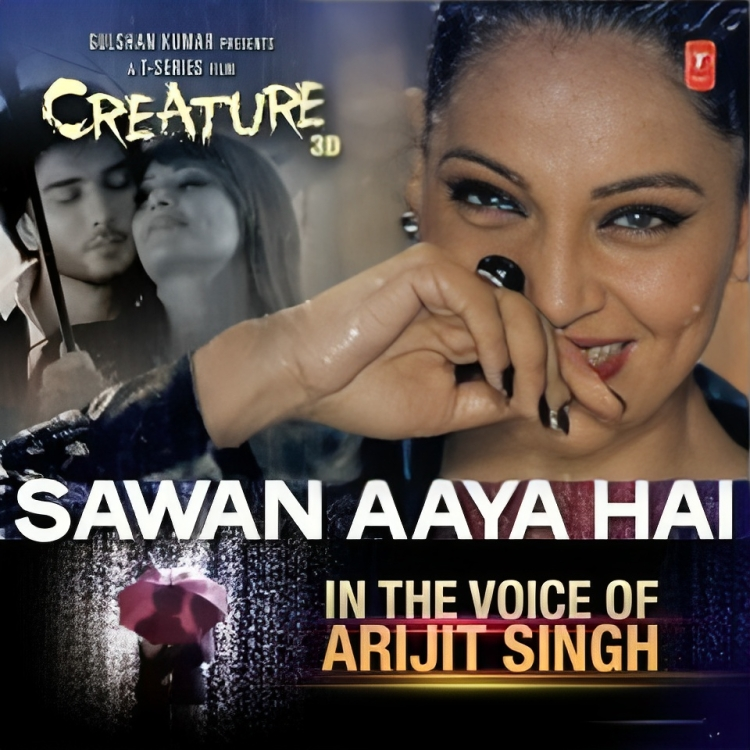 GULSHAN KUMAR PRESENTS
A T-SERIES FILM
CREATURE
3D
T
SAWAN AAYA HAI
IN THE VOICE OF
ARIJIT SINGH